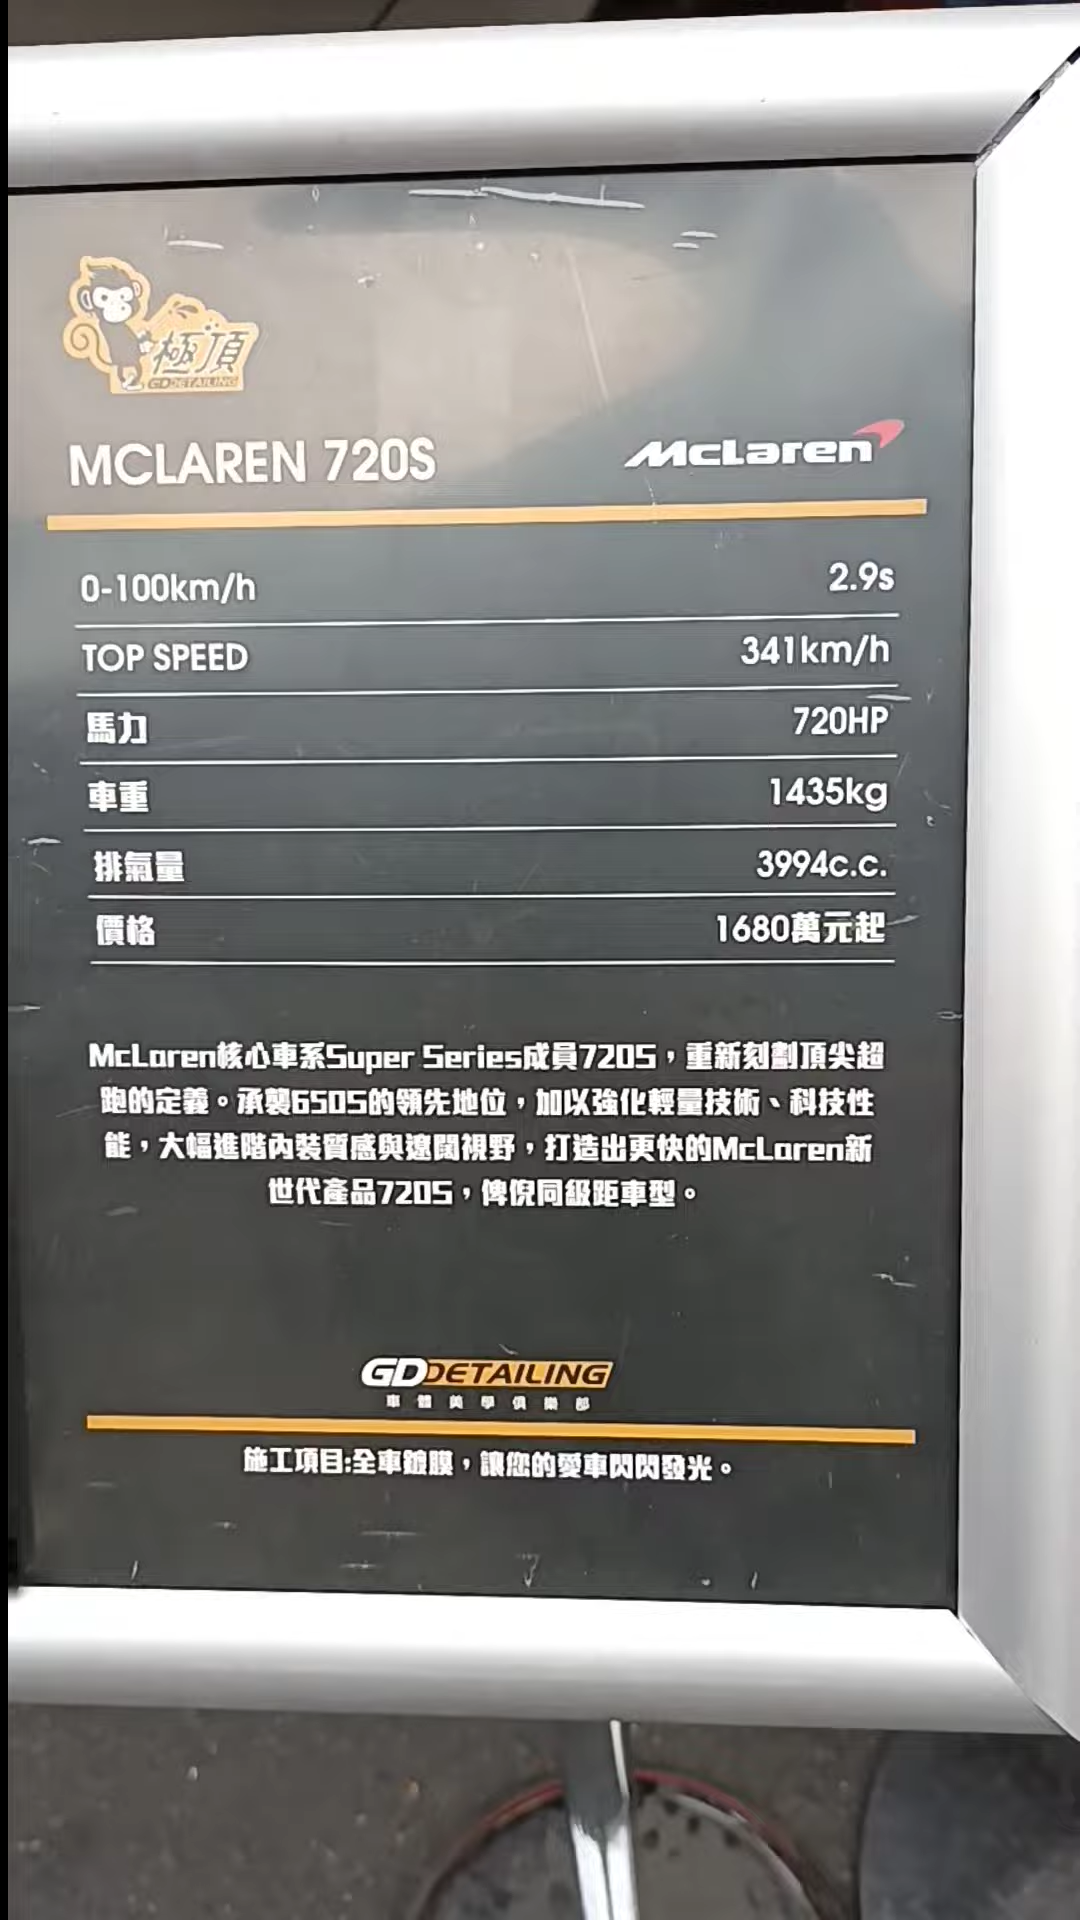 極頂
GDDETAILING
MCLAREN 720S
McLaren
0-100km/h 2.9s
TOP SPEED 341km/h
馬力 720HP
車重 1435kg
排氣量 3994c.c.
價格 1680萬元起
McLaren核心車系Super Series成員720S，重新刻劃頂尖超
跑的定義。承襲650S的領先地位，加以強化輕量技術、科技性
能，大幅進階內裝質感與遼闊視野，打造出更快的McLaren新
世代產品720S，俾倪同級距車型。
GDDETAILING
車體美學俱樂部
施工項目:全車鍍膜，讓您的愛車閃閃發光。